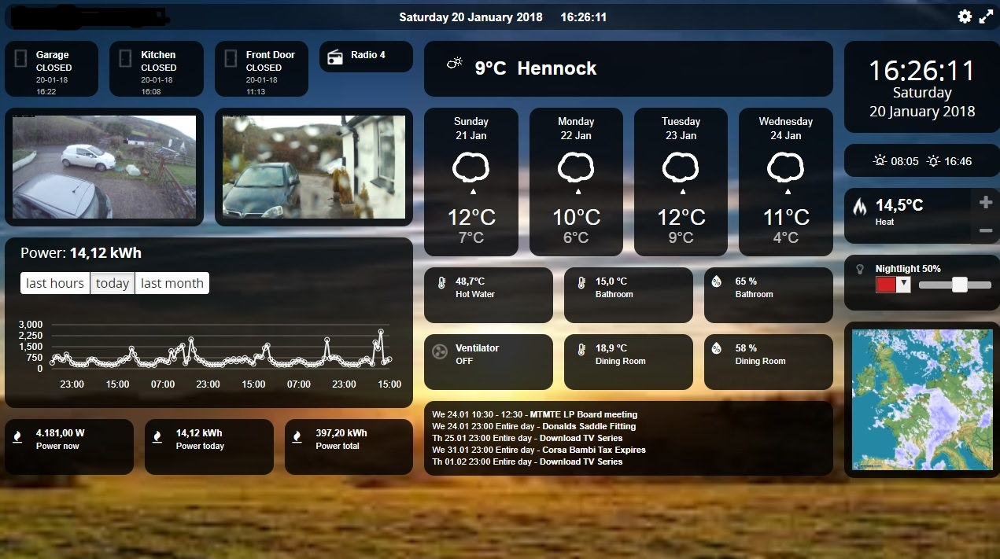 Saturday 20 January 2018 16:26:11
Garage
CLOSED
20-01-18
16:22
Kitchen
CLOSED
20-01-18
16:08
Front Door
CLOSED
20-01-18
11:13
Radio 4
9°C Hennock
16:26:11
Saturday
20 January 2018
Sunday
21 Jan
12°C
7°C
Monday
22 Jan
10°C
6°C
Tuesday
23 Jan
12°C
9°C
Wednesday
24 Jan
11°C
4°C
08:05 16:46
14,5°C
Heat
Nightlight 50%
Power: 14,12 kWh
last hours today last month
3,000
2,250
1,500
750
0
23:00 15:00 07:00 23:00 15:00 07:00 23:00 15:00
48,7°C
Hot Water
15,0 °C
Bathroom
65 %
Bathroom
Ventilator
OFF
18,9 °C
Dining Room
58 %
Dining Room
We 24.01 10:30 - 12:30 - MTMTE LP Board meeting
We 24.01 23:00 Entire day - Donalds Saddle Fitting
Th 25.01 23:00 Entire day - Download TV Series
We 31.01 23:00 Entire day - Corsa Bambi Tax Expires
Th 01.02 23:00 Entire day - Download TV Series
4.181,00 W
Power now
14,12 kWh
Power today
397,20 kWh
Power total